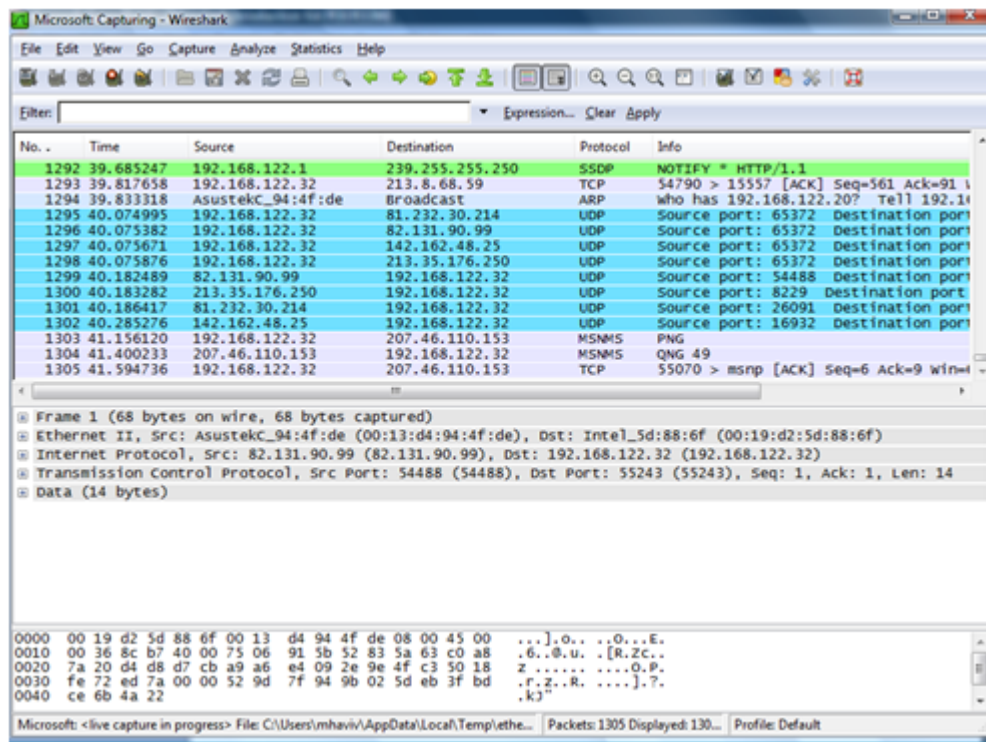 Microsoft: Capturing - Wireshark
File Edit View Go Capture Analyze Statistics Help
Filter: Expression... Clear Apply
No. . Time Source Destination Protocol Info
1292 39.685247 192.168.122.1 239.255.255.250 SSDP NOTIFY * HTTP/1.1
1293 39.817658 192.168.122.32 213.8.68.59 TCP 54790 > 15557 [ACK] Seq=561 Ack=91
1294 39.833318 AsustekC_94:4f:de Broadcast ARP Who has 192.168.122.20? Tell 192.16
1295 40.074995 192.168.122.32 81.232.30.214 UDP Source port: 65372 Destination port
1296 40.075382 192.168.122.32 82.131.90.99 UDP Source port: 65372 Destination port
1297 40.075671 192.168.122.32 142.162.48.25 UDP Source port: 65372 Destination port
1298 40.075876 192.168.122.32 213.35.176.250 UDP Source port: 65372 Destination port
1299 40.182489 82.131.90.99 192.168.122.32 UDP Source port: 54488 Destination port
1300 40.183282 213.35.176.250 192.168.122.32 UDP Source port: 8229 Destination port
1301 40.186417 81.232.30.214 192.168.122.32 UDP Source port: 26091 Destination port
1302 40.285276 142.162.48.25 192.168.122.32 UDP Source port: 16932 Destination port
1303 41.156120 192.168.122.32 207.46.110.153 MSNMS PNG
1304 41.400233 207.46.110.153 192.168.122.32 MSNMS QNG 49
1305 41.594736 192.168.122.32 207.46.110.153 TCP 55070 > msnp [ACK] Seq=6 Ack=9 Win=
Frame 1 (68 bytes on wire, 68 bytes captured)
Ethernet II, Src: AsustekC_94:4f:de (00:13:d4:94:4f:de), Dst: Intel_5d:88:6f (00:19:d2:5d:88:6f)
Internet Protocol, Src: 82.131.90.99 (82.131.90.99), Dst: 192.168.122.32 (192.168.122.32)
Transmission Control Protocol, Src Port: 54488 (54488), Dst Port: 55243 (55243), Seq: 1, Ack: 1, Len: 14
Data (14 bytes)
0000 00 19 d2 5d 88 6f 00 13 d4 94 4f de 08 00 45 00 ...].o.. ..O...E.
0010 00 36 8c b7 40 00 75 06 91 5b 52 83 5a 63 c0 a8 .6..@.u. .[R.Zc..
0020 7a 20 d4 d8 d7 cb a9 a6 e4 09 2e 9e 4f c3 50 18 z ...... ....O.P.
0030 fe 72 ed 7a 00 00 52 9d 7f 94 9b 02 5d eb 3f bd .r.z..R. ....].?.
0040 ce 6b 4a 22 .kJ"
Microsoft: <live capture in progress> File: C:\Users\mhaviv\AppData\Local\Temp\ethe... Packets: 1305 Displayed: 130... Profile: Default